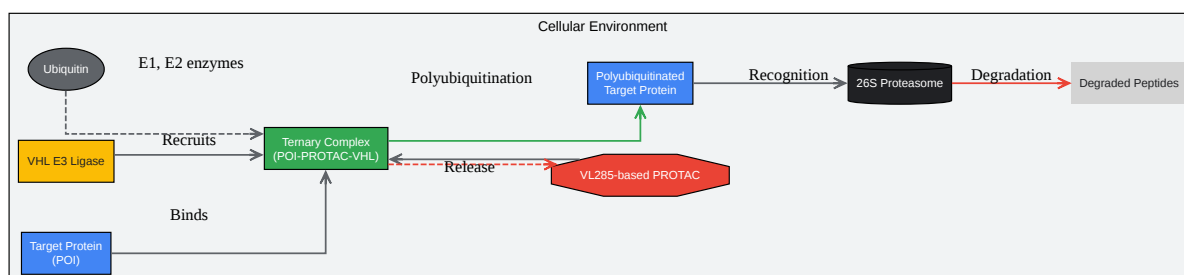 Cellular Environment
Ubiquitin
E1, E2 enzymes
Polyubiquitination
Polyubiquitinated
Target Protein
Recognition
26S Proteasome
Degradation
Degraded Peptides
VHL E3 Ligase
Recruits
Ternary Complex
(POI-PROTAC-VHL)
Release
VL285-based PROTAC
Binds
Target Protein
(POI)